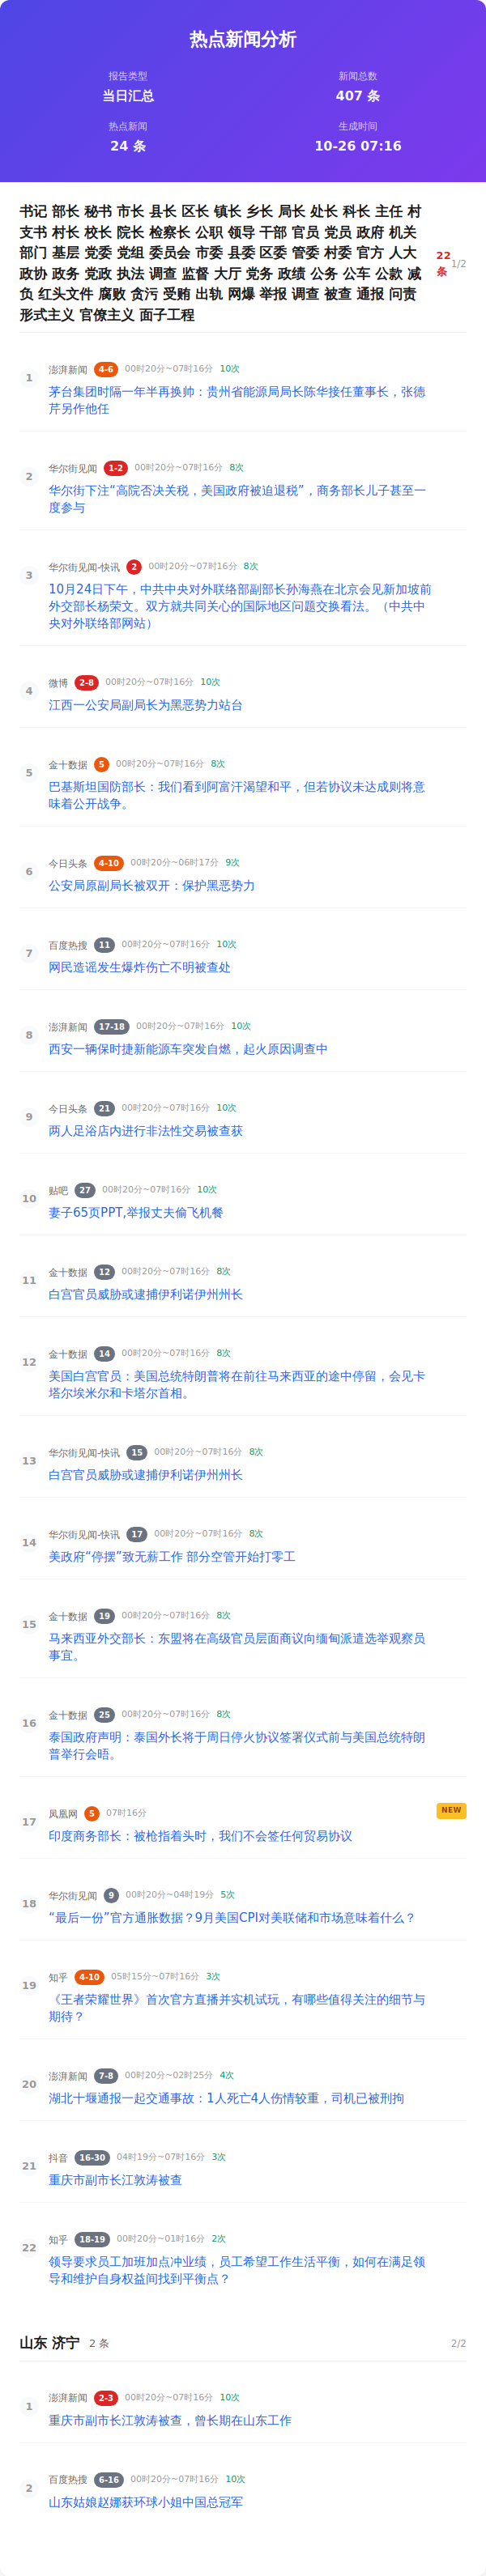 热点新闻分析
报告类型
新闻总数
当日汇总
407 条
热点新闻
生成时间
24 条
10-26 07:16
书记 部长 秘书 市长 县长 区长 镇长 乡长 局长 处长 科长 主任 村
支书 村长 校长 院长 检察长 公职 领导 干部 官员 党员 政府 机关
部门 基层 党委 党组 委员会 市委 县委 区委 管委 村委 官方 人大
政协 政务 党政 执法 调查 监督 大厅 党务 政绩 公务 公车 公款 减
负 红头文件 腐败 贪污 受贿 出轨 网爆 举报 调查 被查 通报 问责
形式主义 官僚主义 面子工程
22
条
1/2
1
澎湃新闻 4-6 00时20分~07时16分 10次
茅台集团时隔一年半再换帅：贵州省能源局局长陈华接任董事长，张德
芹另作他任
2
华尔街见闻 1-2 00时20分~07时16分 8次
华尔街下注“高院否决关税，美国政府被迫退税”，商务部长儿子甚至一
度参与
3
华尔街见闻-快讯 2 00时20分~07时16分 8次
10月24日下午，中共中央对外联络部副部长孙海燕在北京会见新加坡前
外交部长杨荣文。双方就共同关心的国际地区问题交换看法。（中共中
央对外联络部网站）
4
微博 2-8 00时20分~07时16分 10次
江西一公安局副局长为黑恶势力站台
5
金十数据 5 00时20分~07时16分 8次
巴基斯坦国防部长：我们看到阿富汗渴望和平，但若协议未达成则将意
味着公开战争。
6
今日头条 4-10 00时20分~06时17分 9次
公安局原副局长被双开：保护黑恶势力
7
百度热搜 11 00时20分~07时16分 10次
网民造谣发生爆炸伤亡不明被查处
8
澎湃新闻 17-18 00时20分~07时16分 10次
西安一辆保时捷新能源车突发自燃，起火原因调查中
9
今日头条 21 00时20分~07时16分 10次
两人足浴店内进行非法性交易被查获
10
贴吧 27 00时20分~07时16分 10次
妻子65页PPT,举报丈夫偷飞机餐
11
金十数据 12 00时20分~07时16分 8次
白宫官员威胁或逮捕伊利诺伊州州长
12
金十数据 14 00时20分~07时16分 8次
美国白宫官员：美国总统特朗普将在前往马来西亚的途中停留，会见卡
塔尔埃米尔和卡塔尔首相。
13
华尔街见闻-快讯 15 00时20分~07时16分 8次
白宫官员威胁或逮捕伊利诺伊州州长
14
华尔街见闻-快讯 17 00时20分~07时16分 8次
美政府“停摆”致无薪工作 部分空管开始打零工
15
金十数据 19 00时20分~07时16分 8次
马来西亚外交部长：东盟将在高级官员层面商议向缅甸派遣选举观察员
事宜。
16
金十数据 25 00时20分~07时16分 8次
泰国政府声明：泰国外长将于周日停火协议签署仪式前与美国总统特朗
普举行会晤。
17
凤凰网 5 07时16分
NEW
印度商务部长：被枪指着头时，我们不会签任何贸易协议
18
华尔街见闻 9 00时20分~04时19分 5次
“最后一份”官方通胀数据？9月美国CPI对美联储和市场意味着什么？
19
知乎 4-10 05时15分~07时16分 3次
《王者荣耀世界》首次官方直播并实机试玩，有哪些值得关注的细节与
期待？
20
澎湃新闻 7-8 00时20分~02时25分 4次
湖北十堰通报一起交通事故：1人死亡4人伤情较重，司机已被刑拘
21
抖音 16-30 04时19分~07时16分 3次
重庆市副市长江敦涛被查
22
知乎 18-19 00时20分~01时16分 2次
领导要求员工加班加点冲业绩，员工希望工作生活平衡，如何在满足领
导和维护自身权益间找到平衡点？
山东 济宁 2 条
2/2
1
澎湃新闻 2-3 00时20分~07时16分 10次
重庆市副市长江敦涛被查，曾长期在山东工作
2
百度热搜 6-16 00时20分~07时16分 10次
山东姑娘赵娜获环球小姐中国总冠军